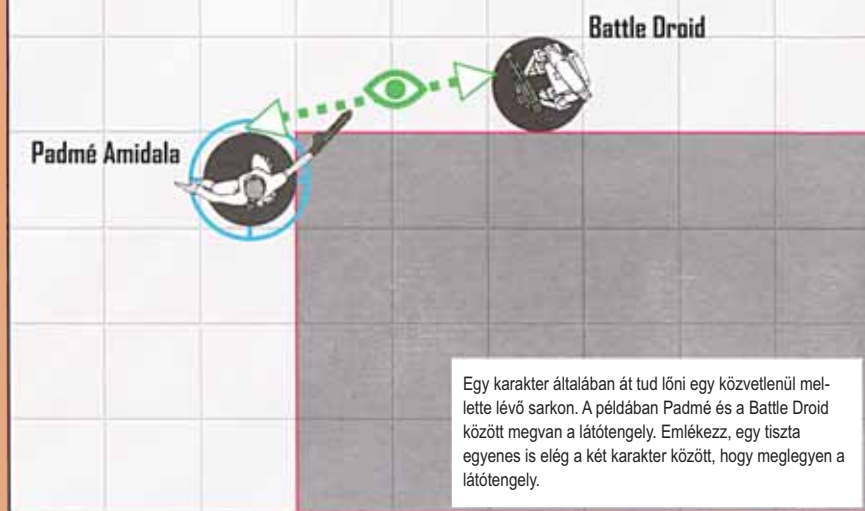 Battle Droid
Padmé Amidala
Egy karakter általában át tud lőni egy közvetlenül mel-
lette lévő sarkon. A példában Padmé és a Battle Droid
között megvan a látótengely. Emlékezz, egy tiszta
egyenes is elég a két karakter között, hogy meglegyen a
látótengely.